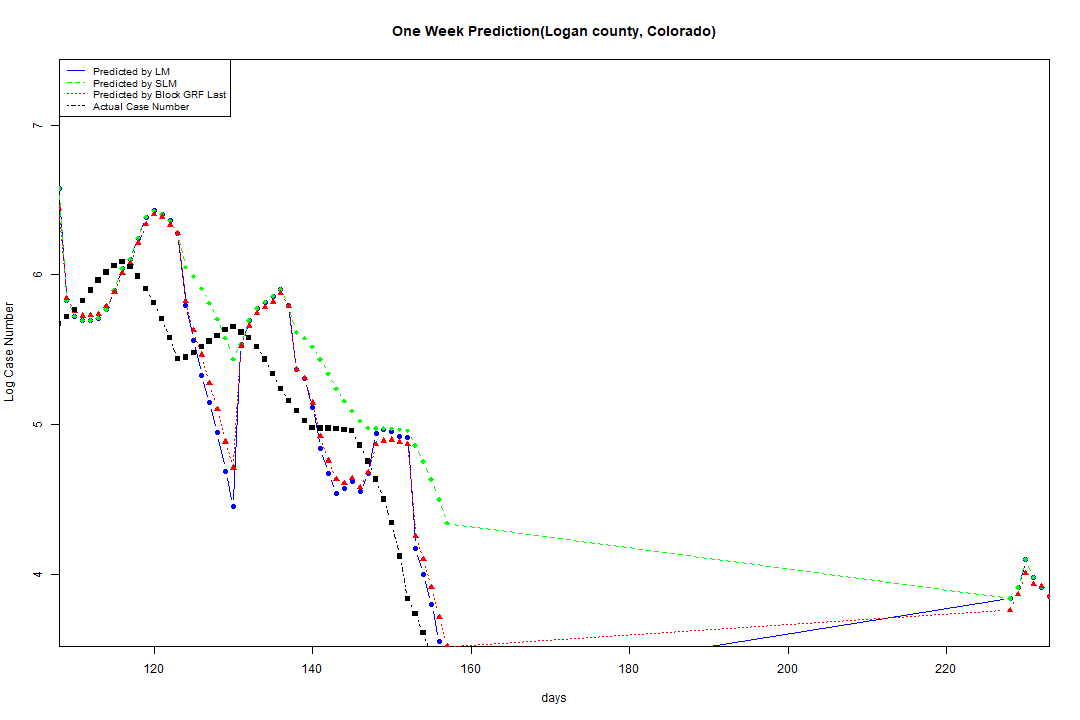 One Week Prediction(Logan county, Colorado)
Predicted by LM
Predicted by SLM
Predicted by Block GRF Last
Actual Case Number
7
6
5
4
Log Case Number
120 140 160 180 200 220
days